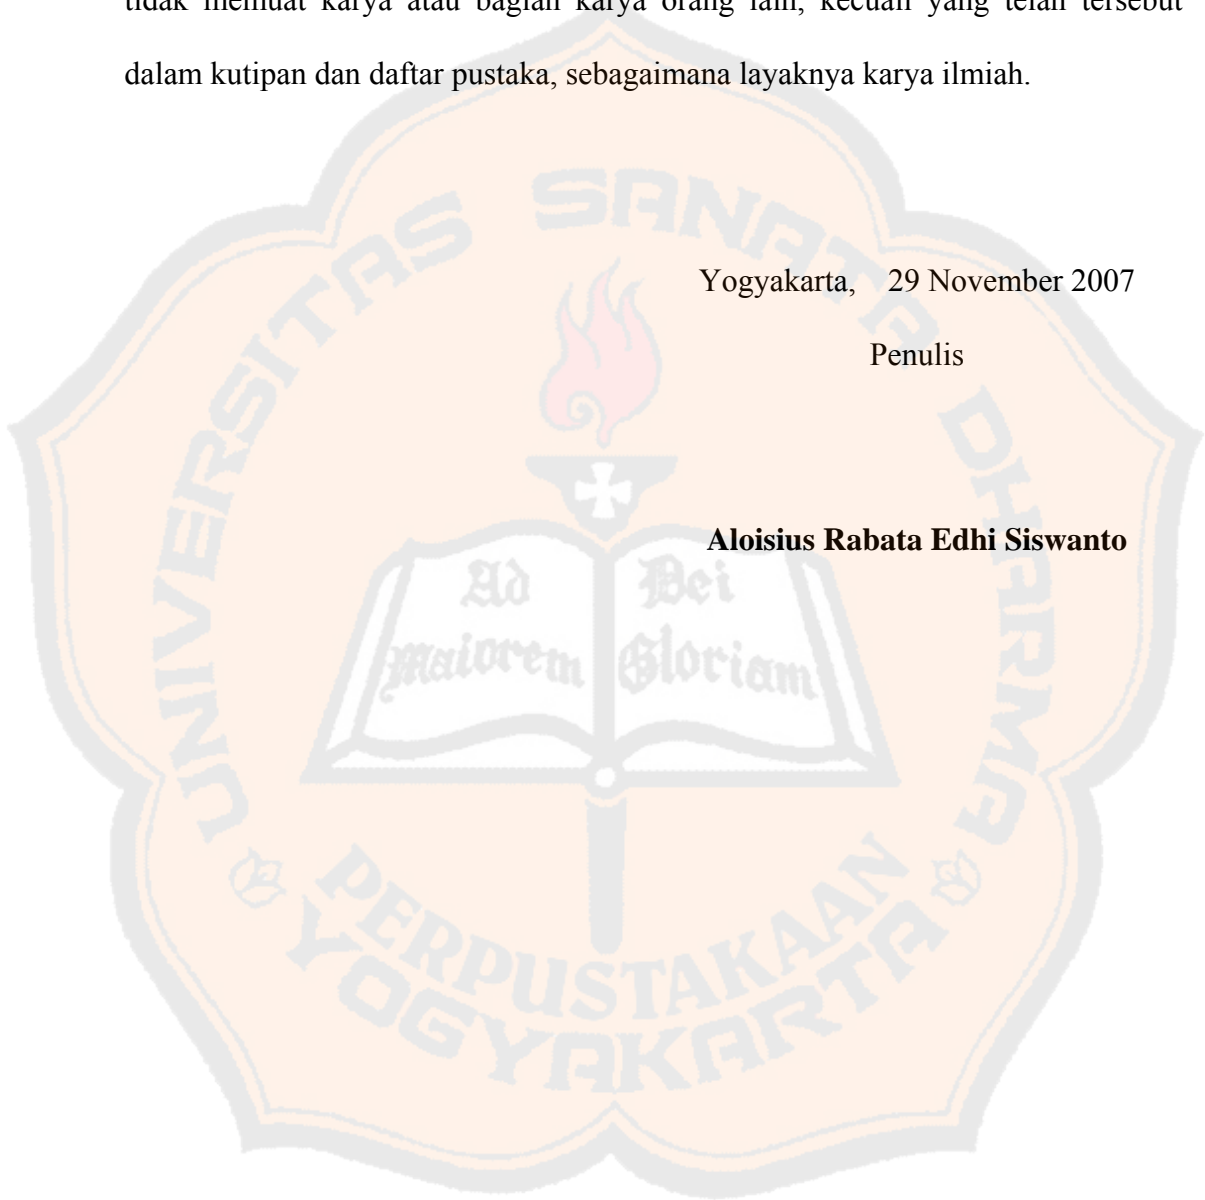 tidak memuat karya atau bagian karya orang lain, kecuali yang telah tersebut
dalam kutipan dan daftar pustaka, sebagaimana layaknya karya ilmiah.
Yogyakarta, 29 November 2007
Penulis
Aloisius Rabata Edhi Siswanto
UNIVERSITAS SANATA DHARMA
Ad Dei
maiorem Gloriam
PERPUSTAKAAN
YOGYAKARTA